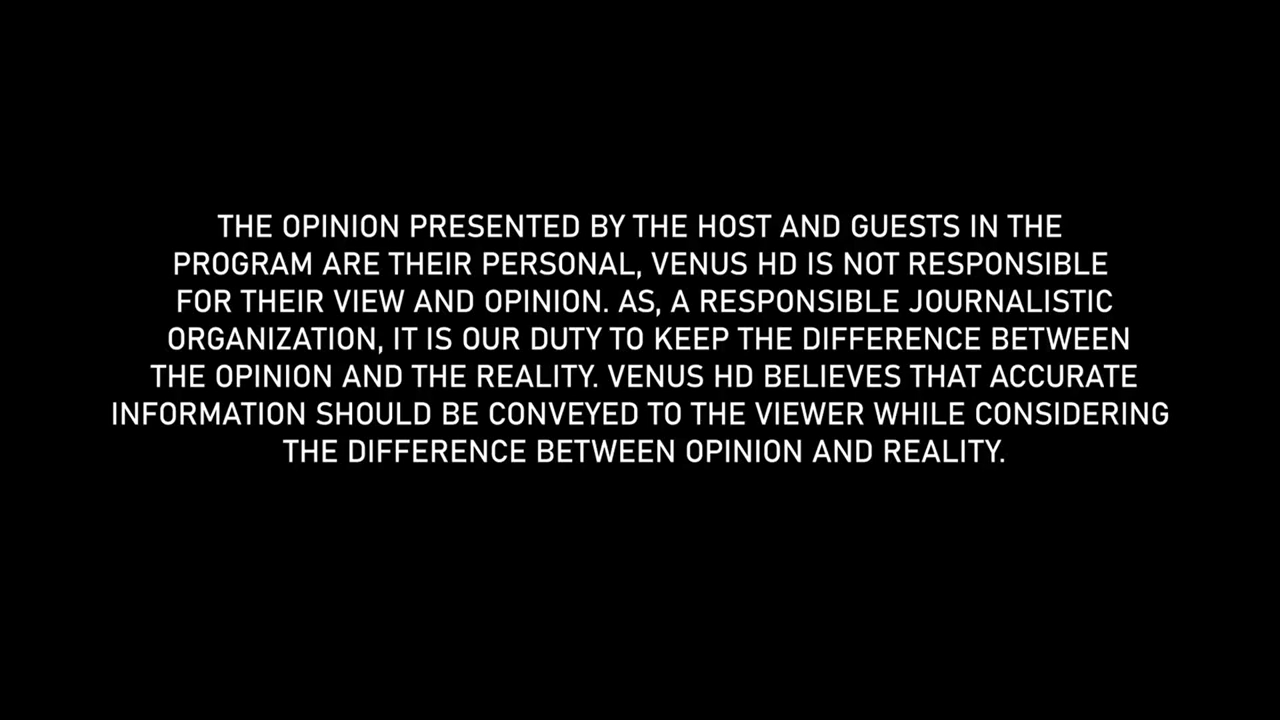 THE OPINION PRESENTED BY THE HOST AND GUESTS IN THE
PROGRAM ARE THEIR PERSONAL, VENUS HD IS NOT RESPONSIBLE
FOR THEIR VIEW AND OPINION. AS, A RESPONSIBLE JOURNALISTIC
ORGANIZATION, IT IS OUR DUTY TO KEEP THE DIFFERENCE BETWEEN
THE OPINION AND THE REALITY. VENUS HD BELIEVES THAT ACCURATE
INFORMATION SHOULD BE CONVEYED TO THE VIEWER WHILE CONSIDERING
THE DIFFERENCE BETWEEN OPINION AND REALITY.